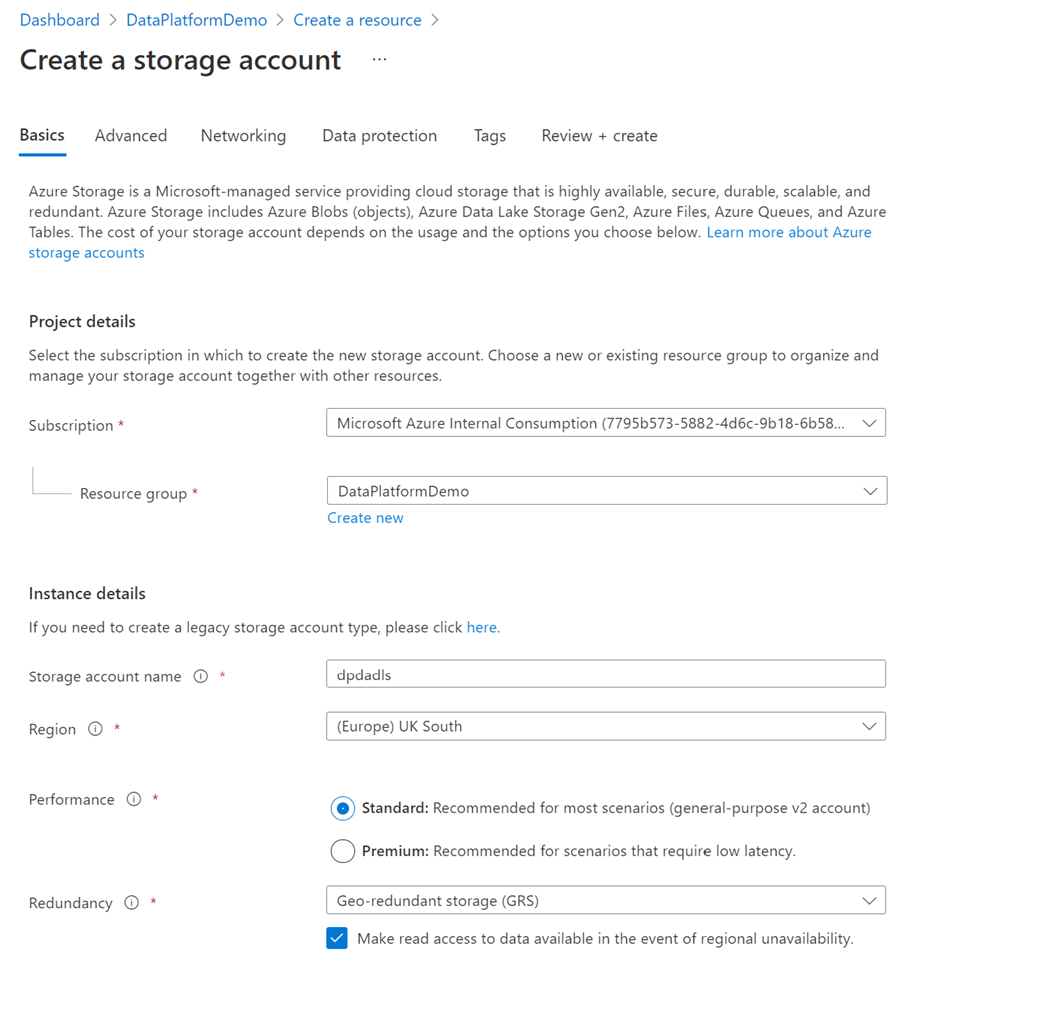 Dashboard > DataPlatformDemo > Create a resource >
Create a storage account ...
Basics Advanced Networking Data protection Tags Review + create
Azure Storage is a Microsoft-managed service providing cloud storage that is highly available, secure, durable, scalable, and
redundant. Azure Storage includes Azure Blobs (objects), Azure Data Lake Storage Gen2, Azure Files, Azure Queues, and Azure
Tables. The cost of your storage account depends on the usage and the options you choose below. Learn more about Azure
storage accounts
Project details
Select the subscription in which to create the new storage account. Choose a new or existing resource group to organize and
manage your storage account together with other resources.
Subscription * Microsoft Azure Internal Consumption (7795b573-5882-4d6c-9b18-6b58...
Resource group * DataPlatformDemo
Create new
Instance details
If you need to create a legacy storage account type, please click here.
Storage account name * dpdadls
Region * (Europe) UK South
Performance * Standard: Recommended for most scenarios (general-purpose v2 account)
Premium: Recommended for scenarios that require low latency.
Redundancy * Geo-redundant storage (GRS)
Make read access to data available in the event of regional unavailability.